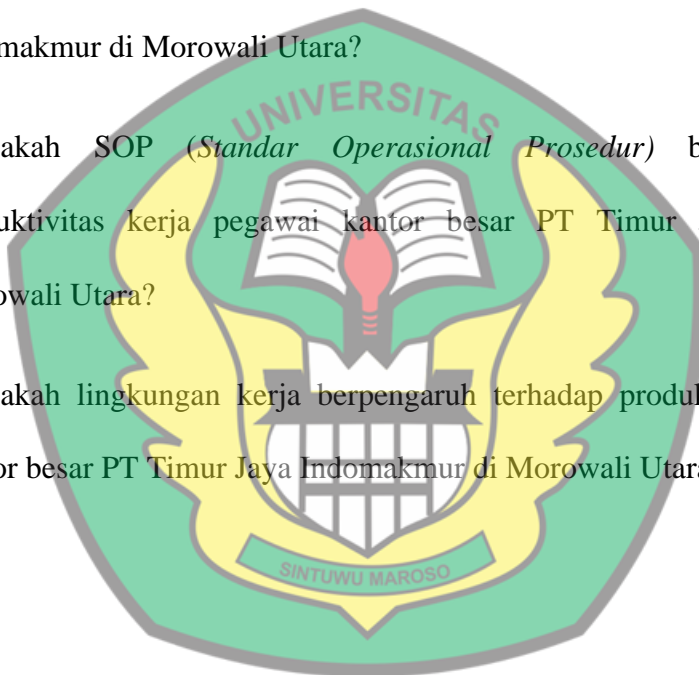 makmur di Morowali Utara?
UNIVERSITAS
akah SOP (Standar Operasional Prosedur) b
uktivitas kerja pegawai kantor besar PT Timur
owali Utara?
akah lingkungan kerja berpengaruh terhadap produk
or besar PT Timur Jaya Indomakmur di Morowali Utara
SINTUWU MAROSO